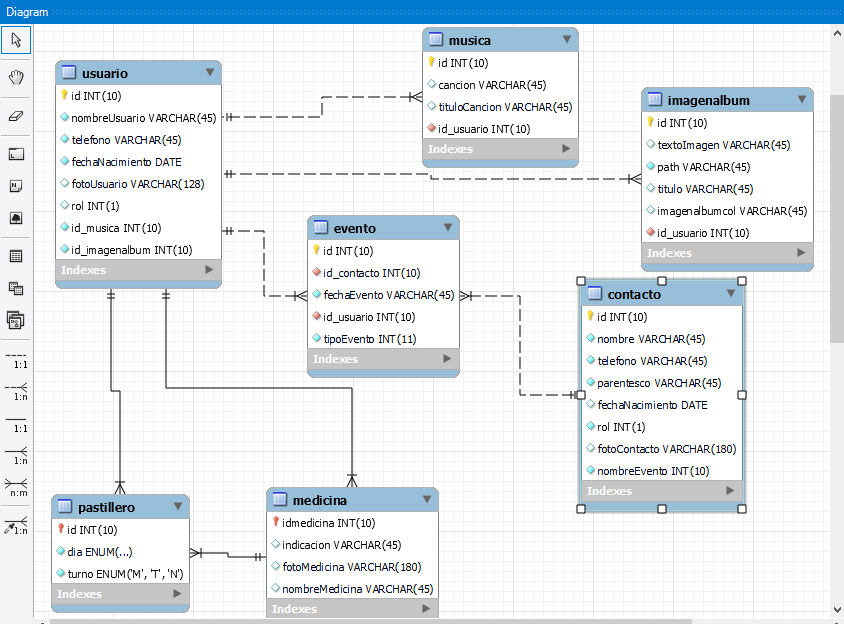 Diagram
1:1
1:n
1:1
1:n
n:m
1:n
usuario
id INT(10)
nombreUsuario VARCHAR(45)
telefono VARCHAR(45)
fechaNacimiento DATE
fotoUsuario VARCHAR(128)
rol INT(1)
id_musica INT(10)
id_imagenalbum INT(10)
Indexes
musica
id INT(10)
cancion VARCHAR(45)
tituloCancion VARCHAR(45)
id_usuario INT(10)
Indexes
imagenalbum
id INT(10)
textoImagen VARCHAR(45)
path VARCHAR(45)
titulo VARCHAR(45)
imagenalbumcol VARCHAR(45)
id_usuario INT(10)
Indexes
evento
id INT(10)
id_contacto INT(10)
fechaEvento VARCHAR(45)
id_usuario INT(10)
tipoEvento INT(11)
Indexes
contacto
id INT(10)
nombre VARCHAR(45)
telefono VARCHAR(45)
parentesco VARCHAR(45)
fechaNacimiento DATE
rol INT(1)
fotoContacto VARCHAR(180)
nombreEvento INT(10)
Indexes
pastillero
id INT(10)
dia ENUM(...)
turno ENUM('M', 'T', 'N')
Indexes
medicina
idmedicina INT(10)
indicacion VARCHAR(45)
fotoMedicina VARCHAR(180)
nombreMedicina VARCHAR(45)
Indexes